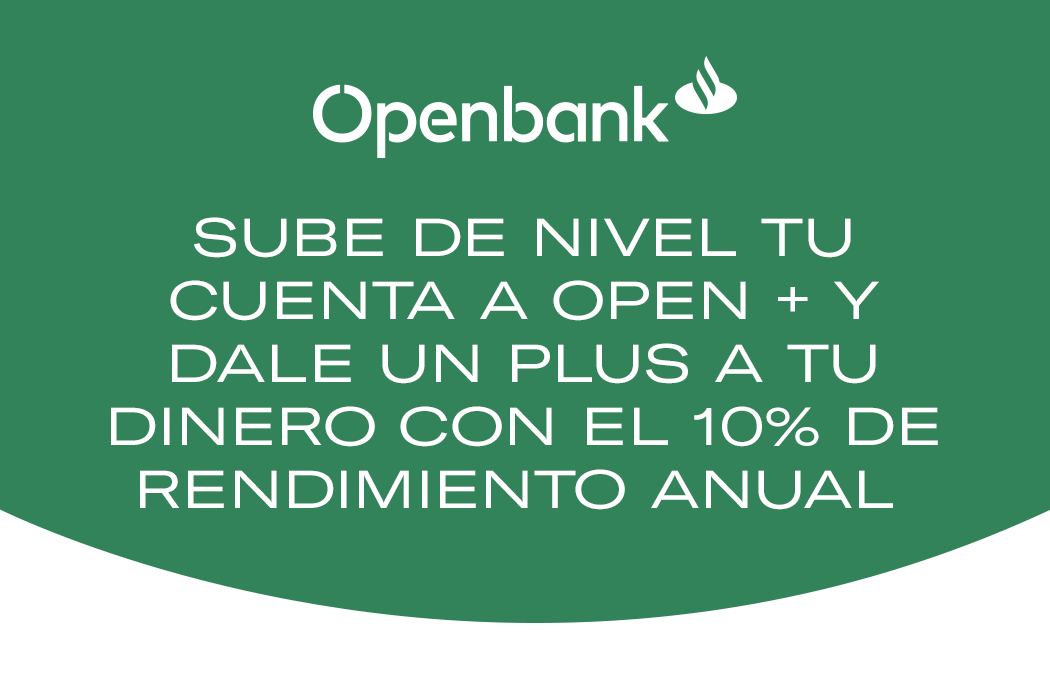 Openbank
SUBE DE NIVEL TU
CUENTA A OPEN + Y
DALE UN PLUS A TU
DINERO CON EL 10% DE
RENDIMIENTO ANUAL